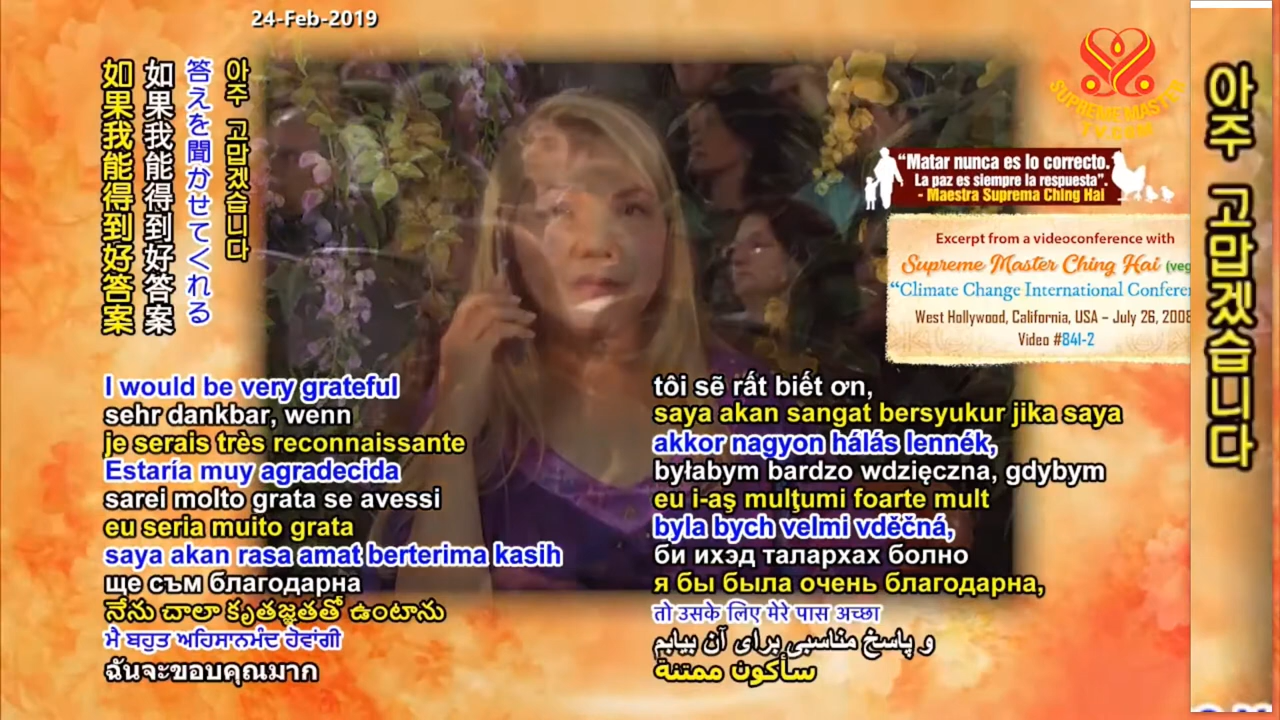 24-Feb-2019
아주 고맙겠습니다
答えを聞かせてくれる
如果我能得到好答案
如果我能得到好答案
SUPREME MASTER
TV.COM
“Matar nunca es lo correcto.
La paz es siempre la respuesta”.
- Maestra Suprema Ching Hai
Excerpt from a videoconference with
Supreme Master Ching Hai (veg
“Climate Change International Conferen
West Hollywood, California, USA – July 26, 2008
Video #841-2
I would be very grateful
sehr dankbar, wenn
je serais très reconnaissante
Estaría muy agradecida
sarei molto grata se avessi
eu seria muito grata
saya akan rasa amat berterima kasih
ще съм благодарна
నేను చాలా కృతజ్ఞతతో ఉంటాను
ਮੈ ਬਹੁਤ ਅਹਿਸਾਨਮੰਦ ਹੋਵਾਂਗੀ
ฉันจะขอบคุณมาก
tôi sẽ rất biết ơn,
saya akan sangat bersyukur jika saya
akkor nagyon hálás lennék,
byłabym bardzo wdzięczna, gdybym
eu i-aş mulţumi foarte mult
byla bych velmi vděčná,
би ихэд талархах болно
я бы была очень благодарна,
तो उसके लिए मेरे पास अच्छा
و پاسخ مناسبی برای آن بیابم
سأكون ممتنة
아주 고맙겠습니다